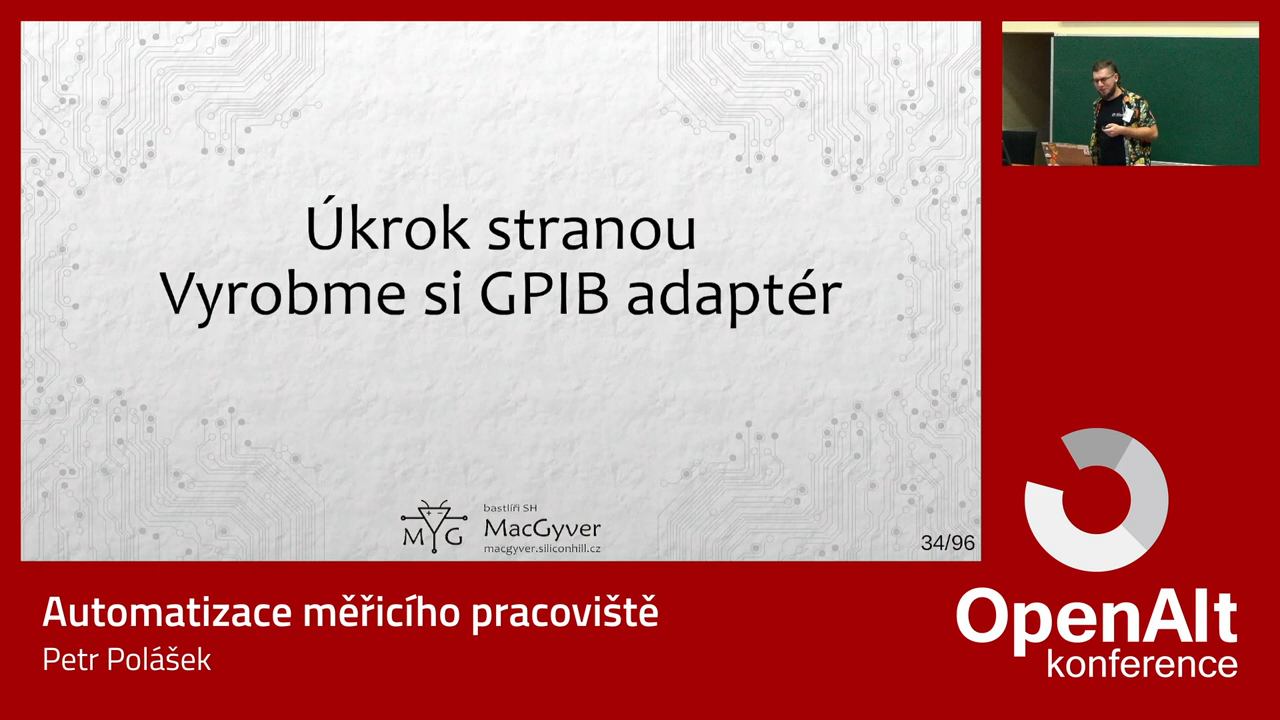 Úkrok stranou
Vyrobme si GPIB adaptér
MYG
bastlíři SH
MacGyver
macgyver.siliconhill.cz
34/96
Automatizace měřicího pracoviště
Petr Polášek
OpenAlt
konference